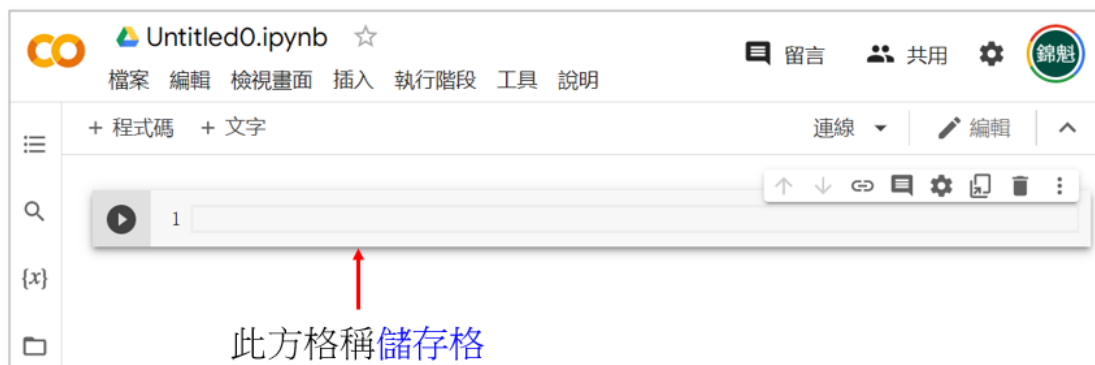 Untitled0.ipynb
留言 共用 錦魁
檔案 編輯 檢視畫面 插入 執行階段 工具 說明
+ 程式碼 + 文字 連線 編輯
1
{x}
此方格稱儲存格